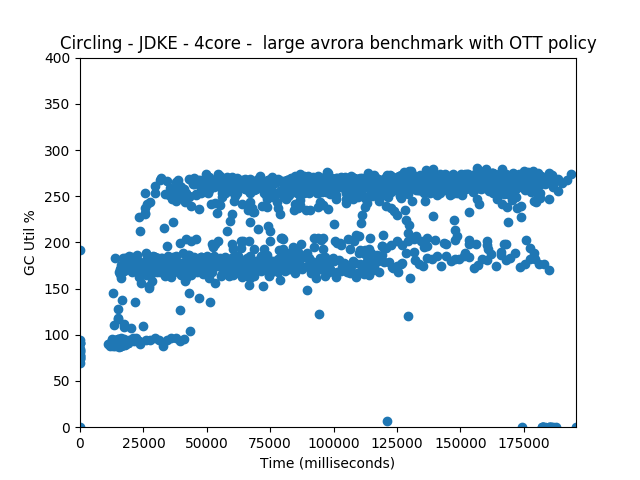 Circling - JDKE - 4core -  large avrora benchmark with OTT policy
400
350
300
250
200
150
100
50
0
GC Util %
0 25000 50000 75000 100000 125000 150000 175000
Time (milliseconds)